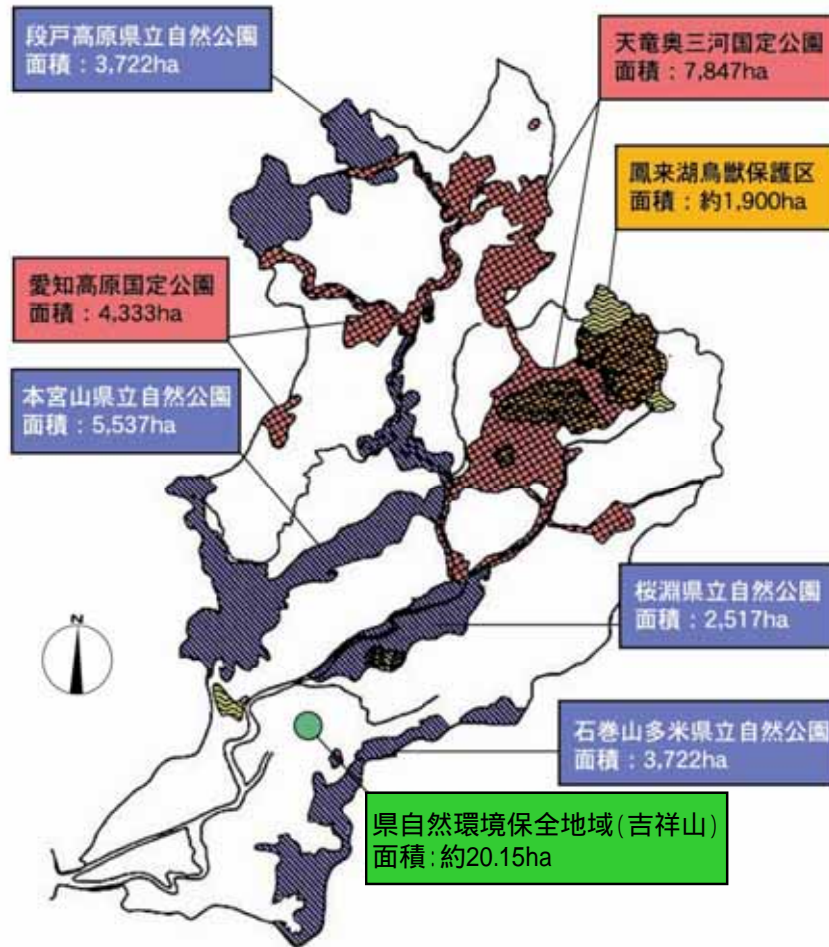 段戸高原県立自然公園
面積：3,722ha
天竜奥三河国定公園
面積：7,847ha
鳳来湖鳥獣保護区
面積：約1,900ha
愛知高原国定公園
面積：4,333ha
本宮山県立自然公園
面積：5,537ha
桜淵県立自然公園
面積：2,517ha
N
石巻山多米県立自然公園
面積：3,722ha
県自然環境保全地域(吉祥山)
面積：約20.15ha